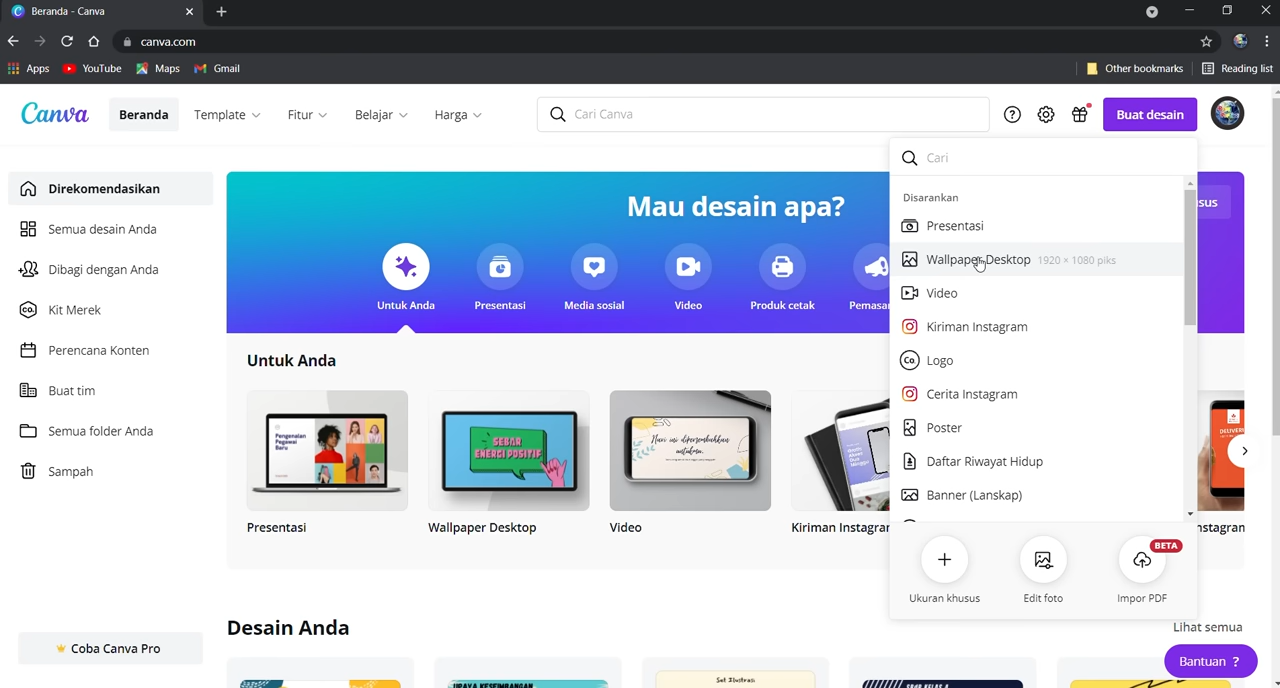 Beranda - Canva
canva.com
Apps YouTube Maps Gmail Other bookmarks Reading list
Canva Beranda Template Fitur Belajar Harga Cari Canva Buat desain
Cari
Direkomendasikan
Semua desain Anda
Dibagi dengan Anda
Kit Merek
Perencana Konten
Buat tim
Semua folder Anda
Sampah
Coba Canva Pro
Mau desain apa?
Untuk Anda Presentasi Media sosial Video Produk cetak
Disarankan
Presentasi
Wallpaper Desktop 1920 × 1080 piks
Video
Kiriman Instagram
Co. Logo
Cerita Instagram
Poster
Daftar Riwayat Hidup
Banner (Lanskap)
BETA
Ukuran khusus Edit foto Impor PDF
Untuk Anda
Pengenalan
Pegawai
Baru
SEBAR
ENERGI POSITIF
Presentasi Wallpaper Desktop Video
Desain Anda
Lihat semua
Bantuan ?